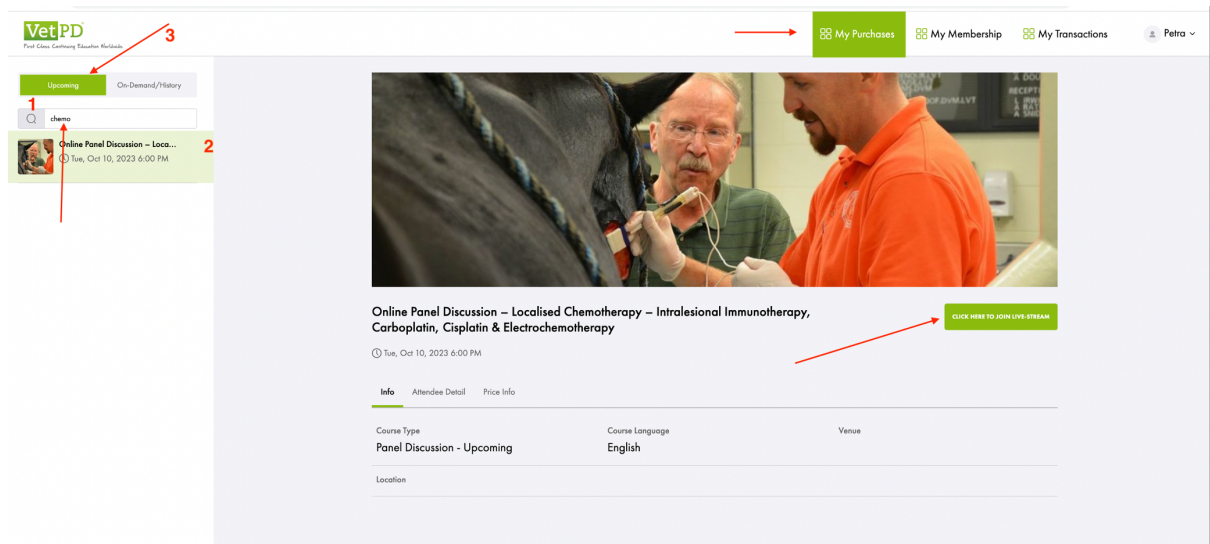 VetPD
First Class Continuing Education Worldwide
3
My Purchases
My Membership
My Transactions
Petra
Upcoming
On-Demand/History
1
chemo
Online Panel Discussion – Loca...
Tue, Oct 10, 2023 6:00 PM
2
Online Panel Discussion – Localised Chemotherapy – Intralesional Immunotherapy,
Carboplatin, Cisplatin & Electrochemotherapy
CLICK HERE TO JOIN LIVE-STREAM
Tue, Oct 10, 2023 6:00 PM
Info Attendee Detail Price Info
Course Type
Course Language
Venue
Panel Discussion - Upcoming
English
Location